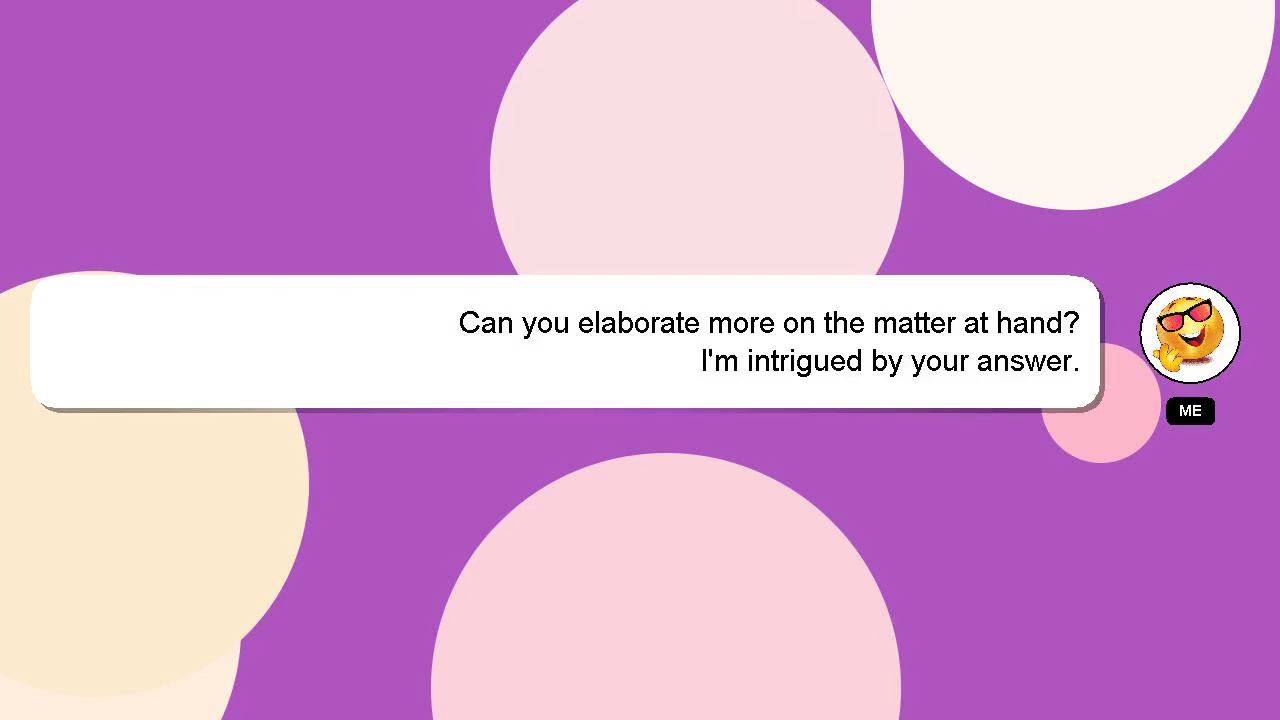 Can you elaborate more on the matter at hand?
I'm intrigued by your answer.
ME